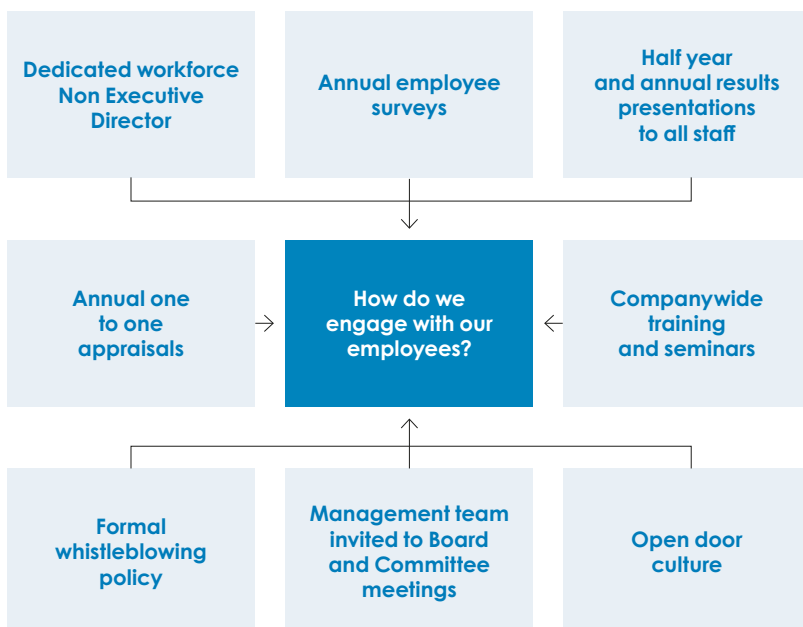 Dedicated workforce
Non Executive
Director
Annual employee
surveys
Half year
and annual results
presentations
to all staff
Annual one
to one
appraisals
How do we
engage with our
employees?
Companywide
training
and seminars
Formal
whistleblowing
policy
Management team
invited to Board
and Committee
meetings
Open door
culture